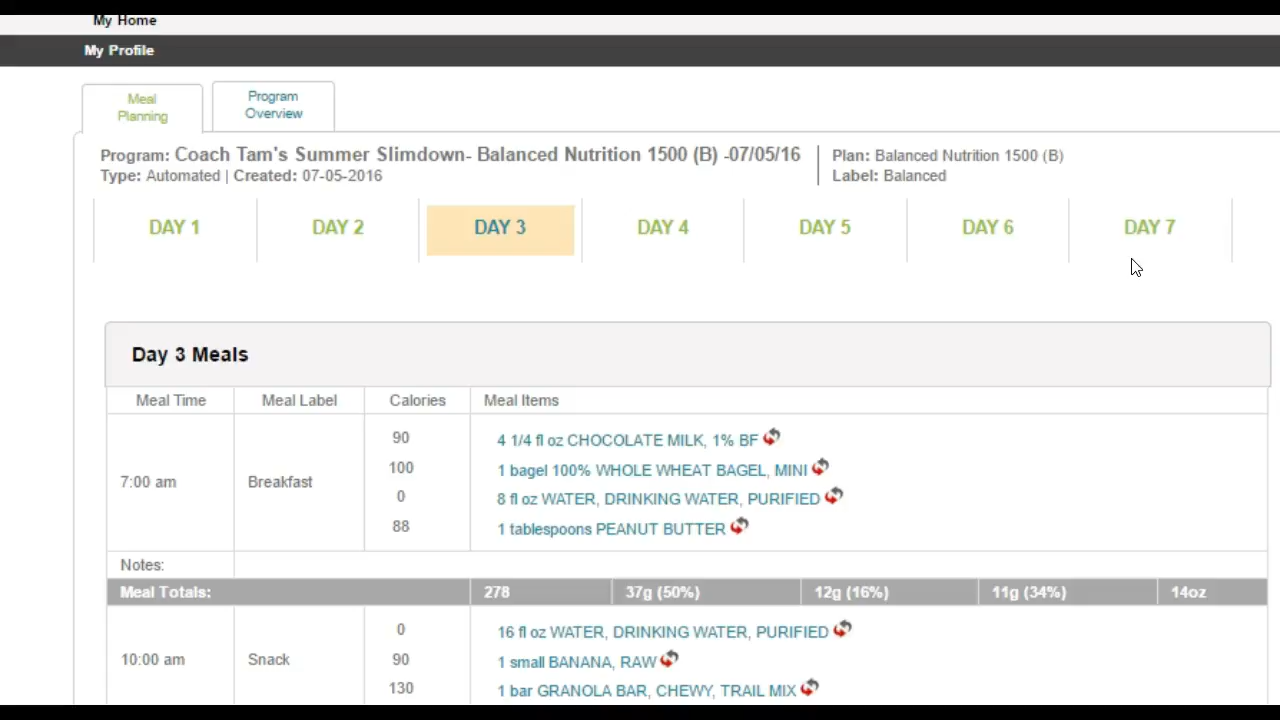 My Home
My Profile
Meal Planning
Program Overview
Program: Coach Tam's Summer Slimdown- Balanced Nutrition 1500 (B) -07/05/16
Type: Automated | Created: 07-05-2016
Plan: Balanced Nutrition 1500 (B)
Label: Balanced
DAY 1 DAY 2 DAY 3 DAY 4 DAY 5 DAY 6 DAY 7
Day 3 Meals
Meal Time Meal Label Calories Meal Items
7:00 am Breakfast
90 4 1/4 fl oz CHOCOLATE MILK, 1% BF
100 1 bagel 100% WHOLE WHEAT BAGEL, MINI
0 8 fl oz WATER, DRINKING WATER, PURIFIED
88 1 tablespoons PEANUT BUTTER
Notes:
Meal Totals: 278 37g (50%) 12g (16%) 11g (34%) 14oz
10:00 am Snack
0 16 fl oz WATER, DRINKING WATER, PURIFIED
90 1 small BANANA, RAW
130 1 bar GRANOLA BAR, CHEWY, TRAIL MIX